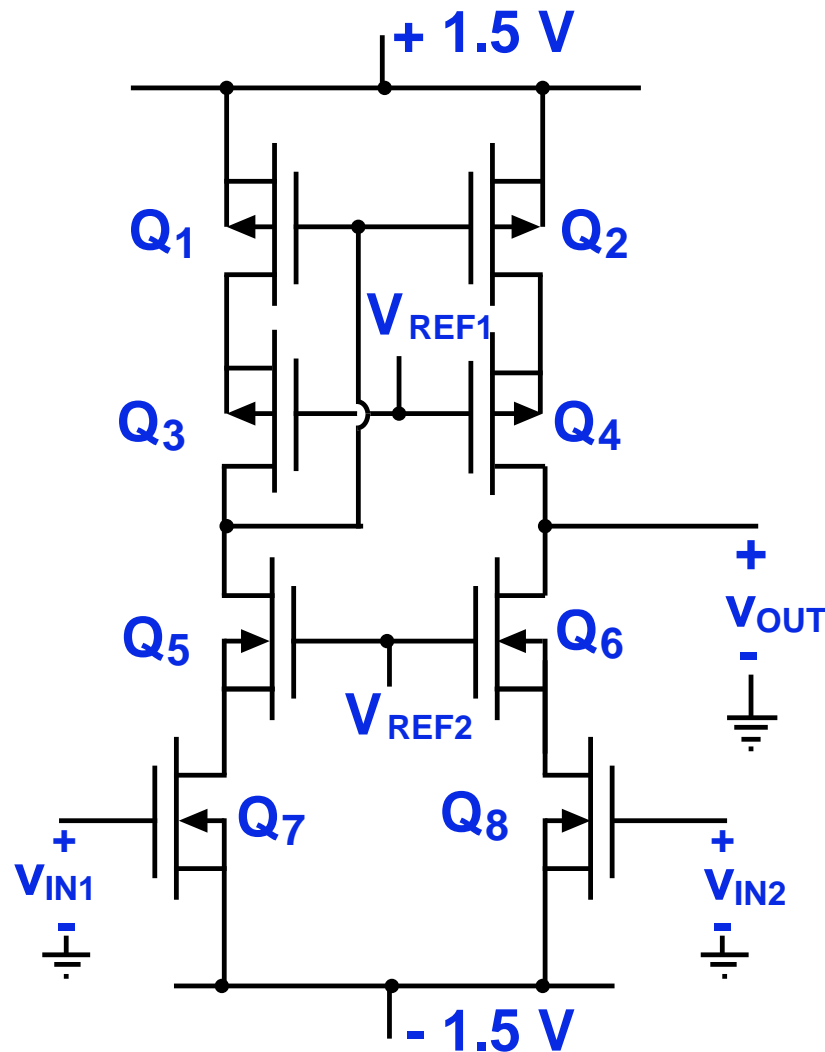 + 1.5 V
Q1
Q2
VREF1
Q3
Q4
+
vOUT
-
Q5
Q6
VREF2
Q7
Q8
+
vIN1
-
+
vIN2
-
- 1.5 V